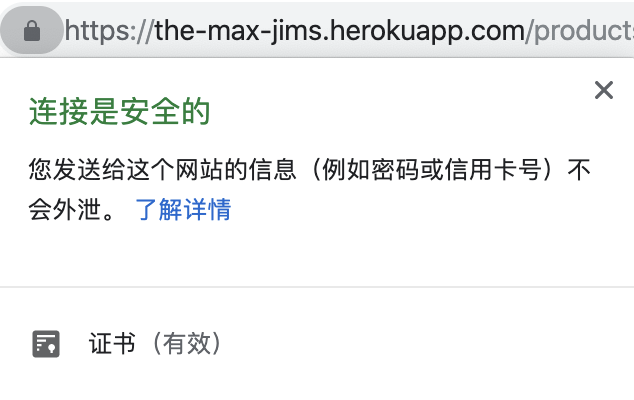 https://the-max-jims.herokuapp.com/product
连接是安全的
您发送给这个网站的信息（例如密码或信用卡号）不
会外泄。 了解详情
证书（有效）